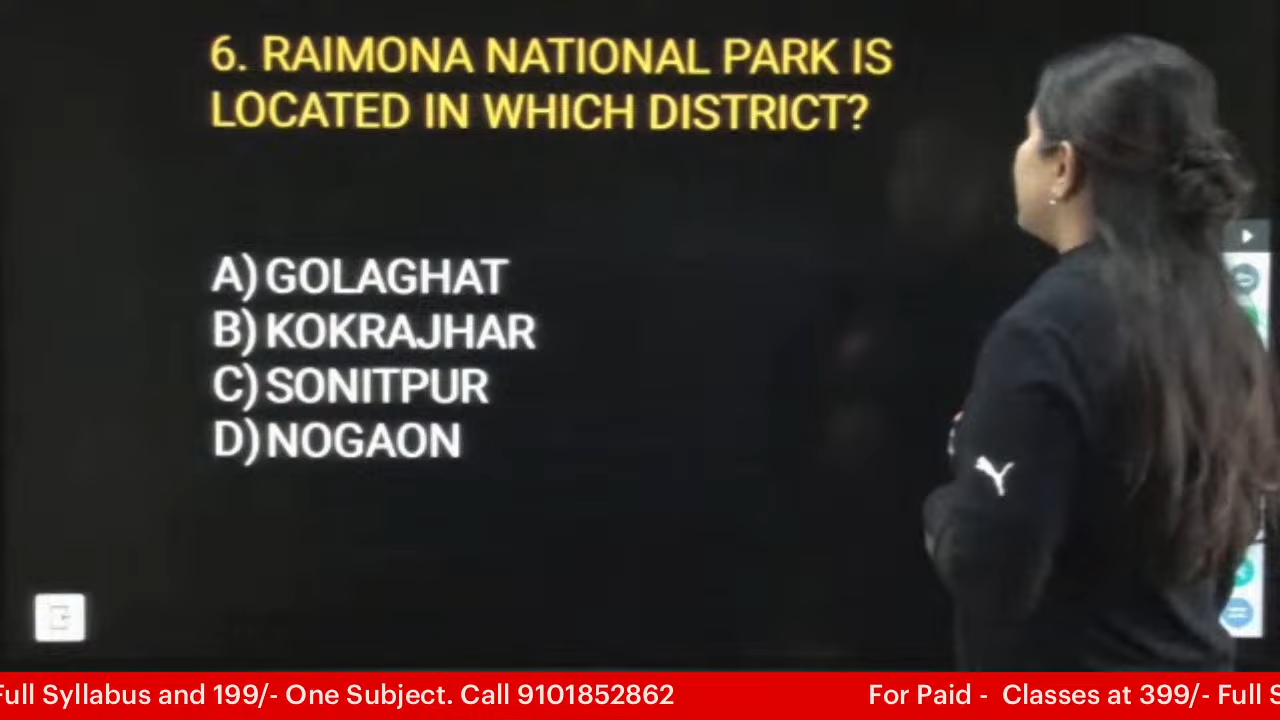 6. RAIMONA NATIONAL PARK IS
LOCATED IN WHICH DISTRICT?
A) GOLAGHAT
B) KOKRAJHAR
C) SONITPUR
D) NOGAON
Full Syllabus and 199/- One Subject. Call 9101852862 For Paid - Classes at 399/- Full S